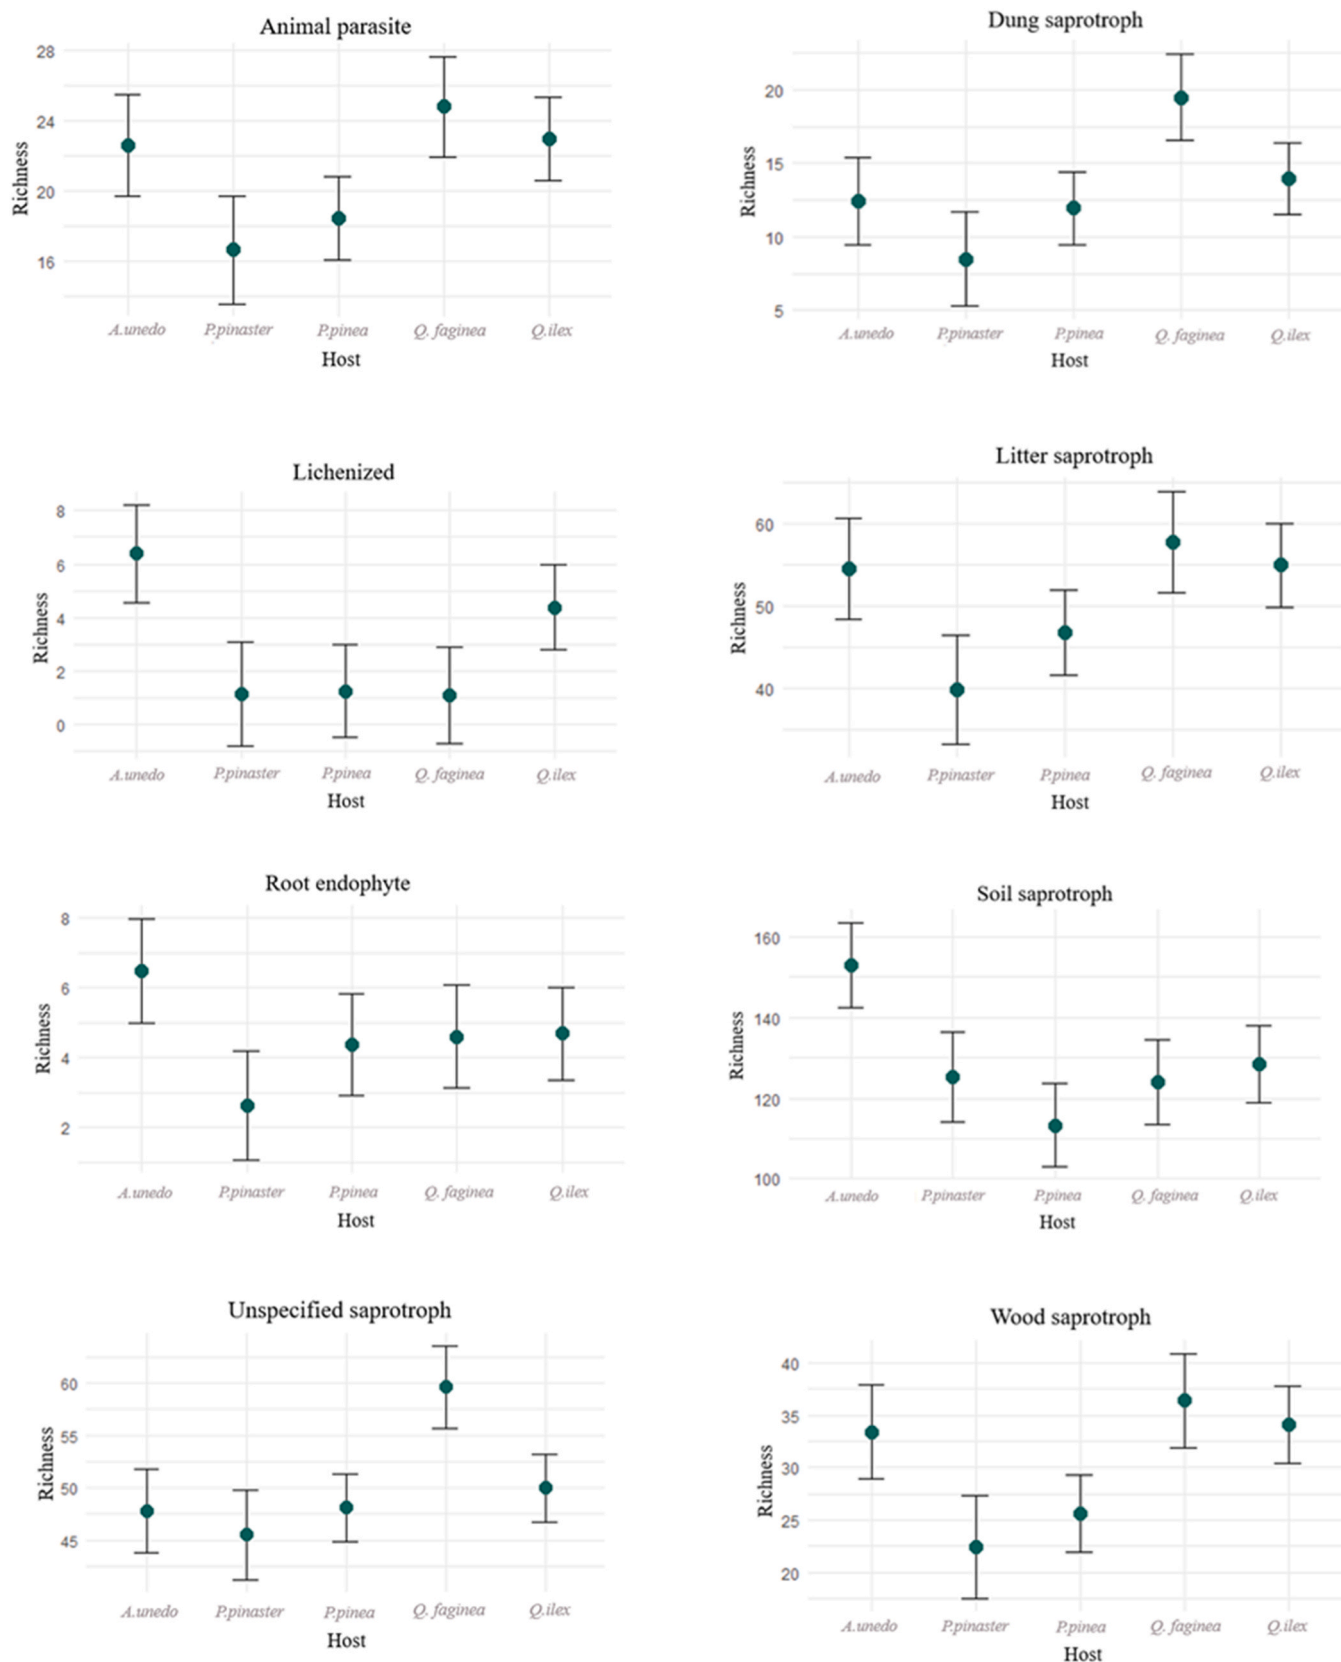 Animal parasite
Richness
28
24
20
16
A.unedo P.pinaster P.pinea Q. faginea Q.ilex
Host
Dung saprotroph
Richness
20
15
10
5
A.unedo P.pinaster P.pinea Q. faginea Q.ilex
Host
Lichenized
Richness
8
6
4
2
0
A.unedo P.pinaster P.pinea Q. faginea Q.ilex
Host
Litter saprotroph
Richness
60
50
40
A.unedo P.pinaster P.pinea Q. faginea Q.ilex
Host
Root endophyte
Richness
8
6
4
2
A.unedo P.pinaster P.pinea Q. faginea Q.ilex
Host
Soil saprotroph
Richness
160
140
120
100
A.unedo P.pinaster P.pinea Q. faginea Q.ilex
Host
Unspecified saprotroph
Richness
60
55
50
45
A.unedo P.pinaster P.pinea Q. faginea Q.ilex
Host
Wood saprotroph
Richness
40
35
30
25
20
A.unedo P.pinaster P.pinea Q. faginea Q.ilex
Host